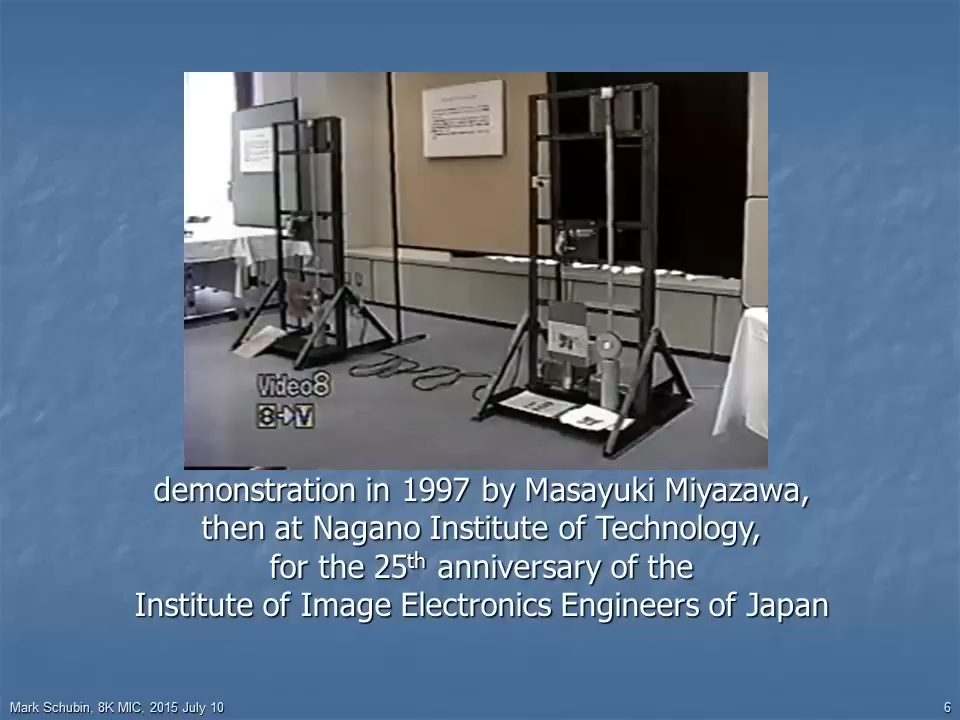 Video8
8→V
demonstration in 1997 by Masayuki Miyazawa,
then at Nagano Institute of Technology,
for the 25th anniversary of the
Institute of Image Electronics Engineers of Japan
Mark Schubin, 8K MIC, 2015 July 10
6